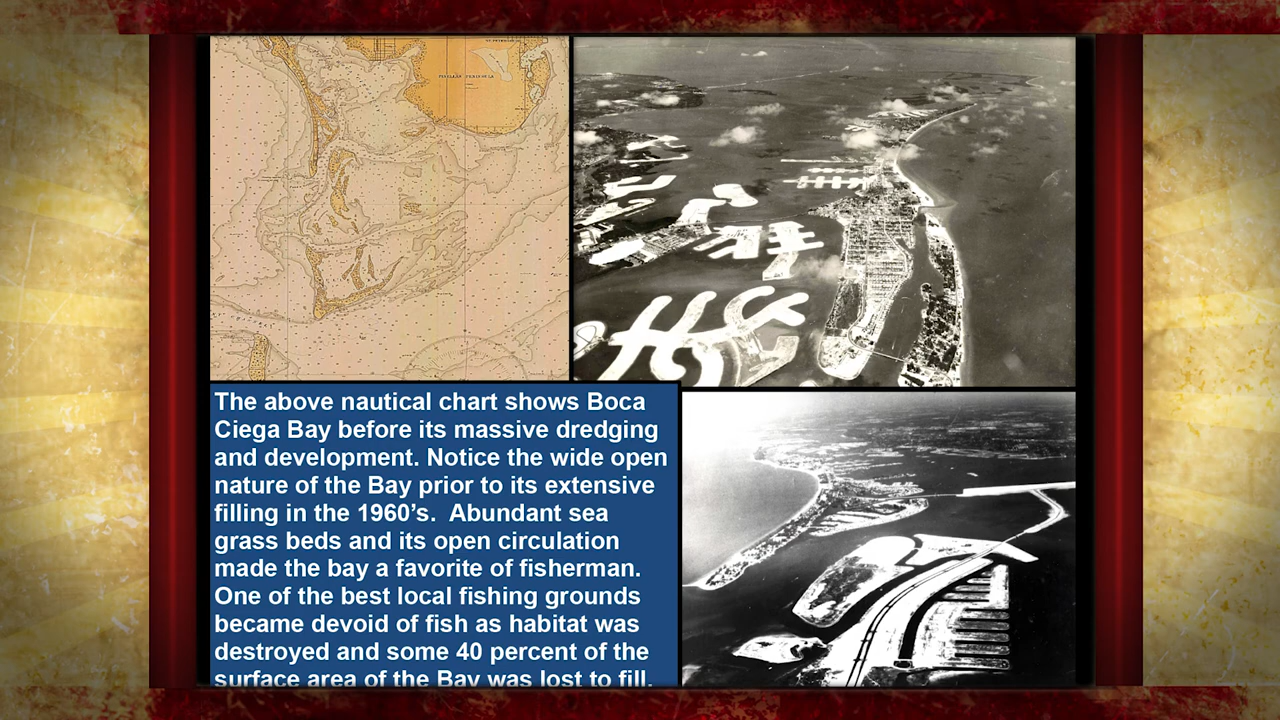 PINELLAS PENINSULA
The above nautical chart shows Boca
Ciega Bay before its massive dredging
and development. Notice the wide open
nature of the Bay prior to its extensive
filling in the 1960’s.  Abundant sea
grass beds and its open circulation
made the bay a favorite of fisherman.
One of the best local fishing grounds
became devoid of fish as habitat was
destroyed and some 40 percent of the
surface area of the Bay was lost to fill.